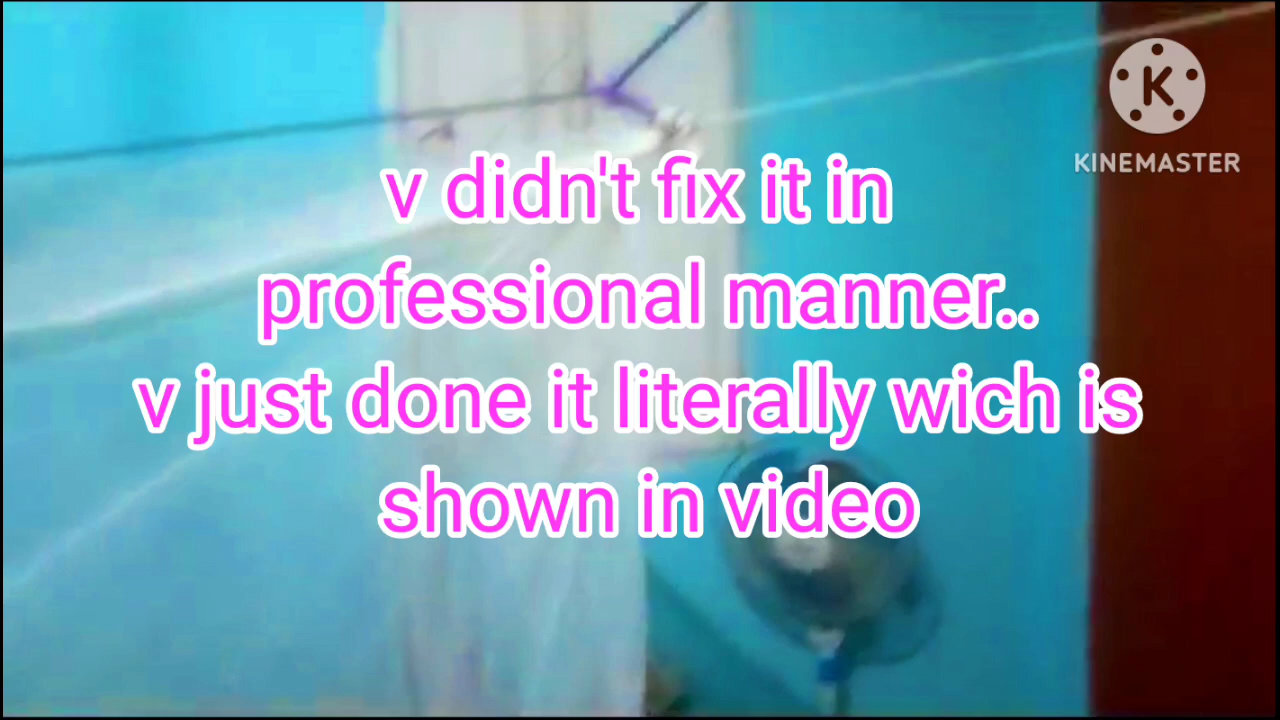 K
KINEMASTER
v didn't fix it in
professional manner..
v just done it literally wich is
shown in video